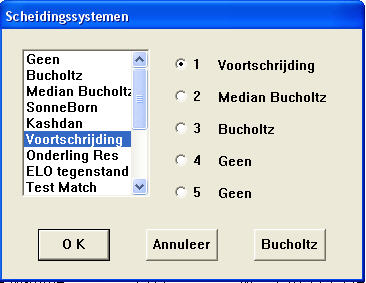 Scheidingssystemen
Geen
Bucholtz
Median Bucholtz
SonneBorn
Kashdan
Voortschrijding
Onderling Res
ELO tegenstand
Test Match
1 Voortschrijding
2 Median Bucholtz
3 Bucholtz
4 Geen
5 Geen
O K
Annuleer
Bucholtz